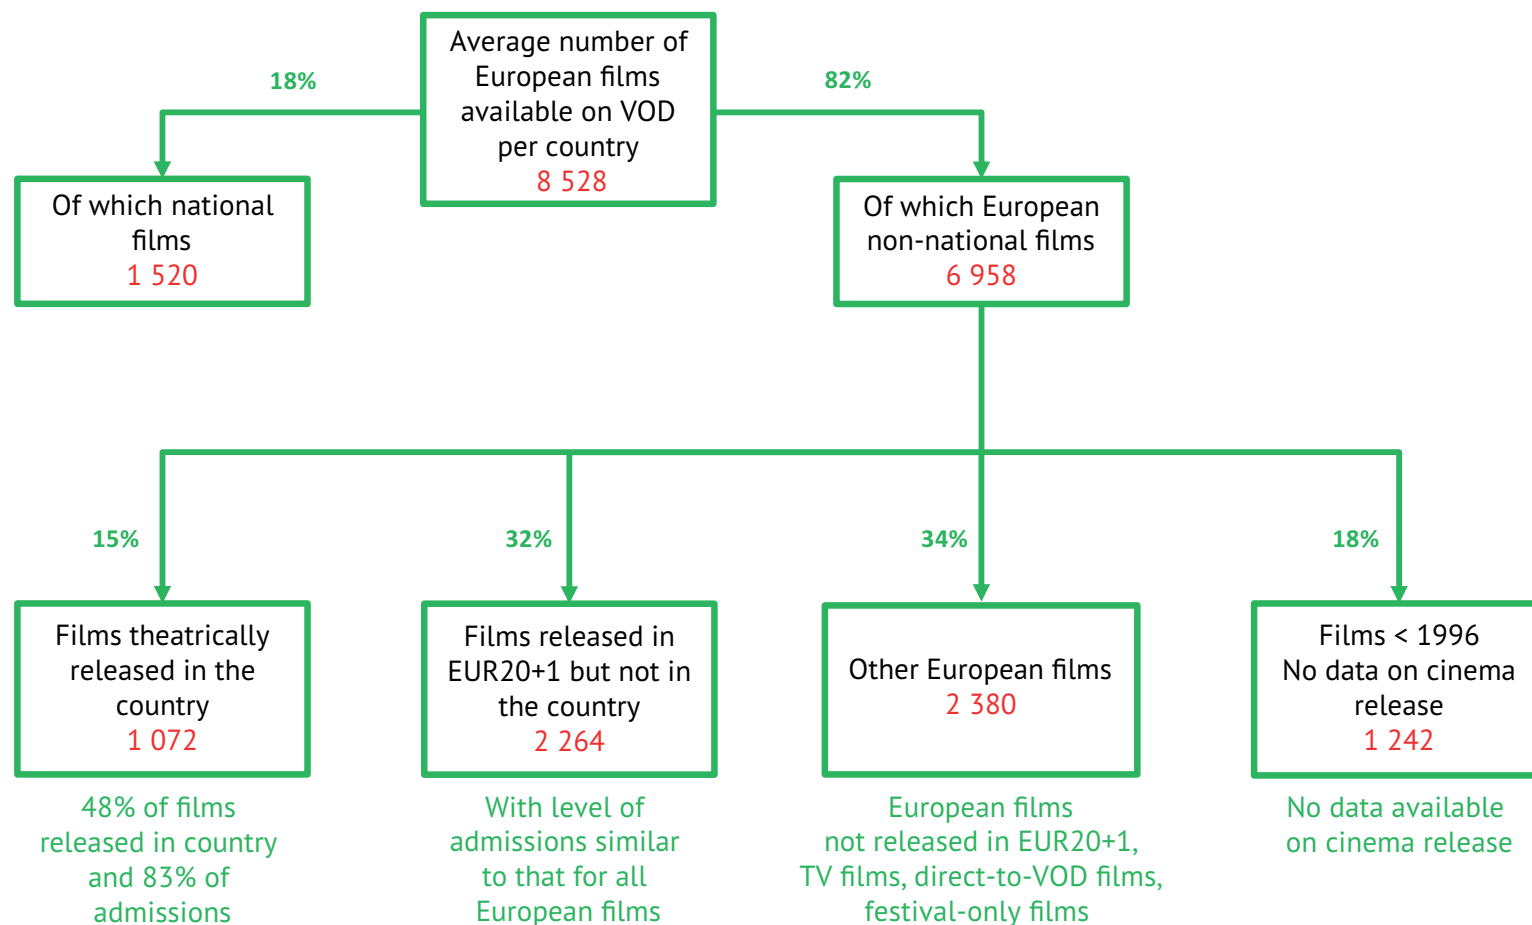 Average number of
European films
available on VOD
per country
8 528
18%
82%
Of which national
films
1 520
Of which European
non-national films
6 958
15%
32%
34%
18%
Films theatrically
released in the
country
1 072
Films released in
EUR20+1 but not in
the country
2 264
Other European films
2 380
Films < 1996
No data on cinema
release
1 242
48% of films
released in country
and 83% of
admissions
With level of
admissions similar
to that for all
European films
European films
not released in EUR20+1,
TV films, direct-to-VOD films,
festival-only films
No data available
on cinema release